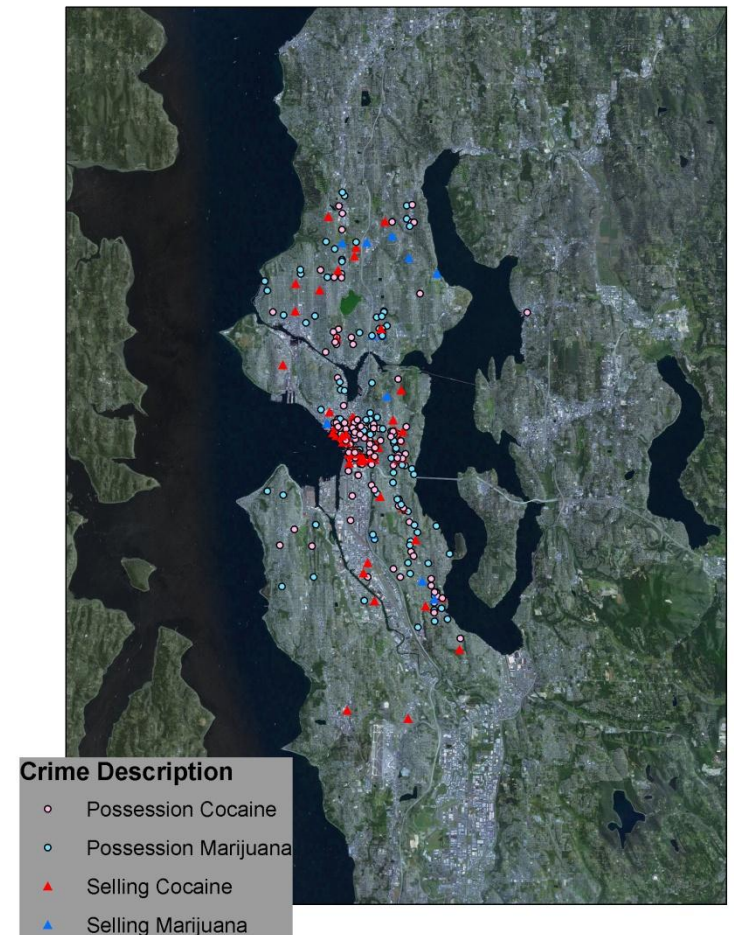 Crime Description
Possession Cocaine
Possession Marijuana
Selling Cocaine
Selling Marijuana